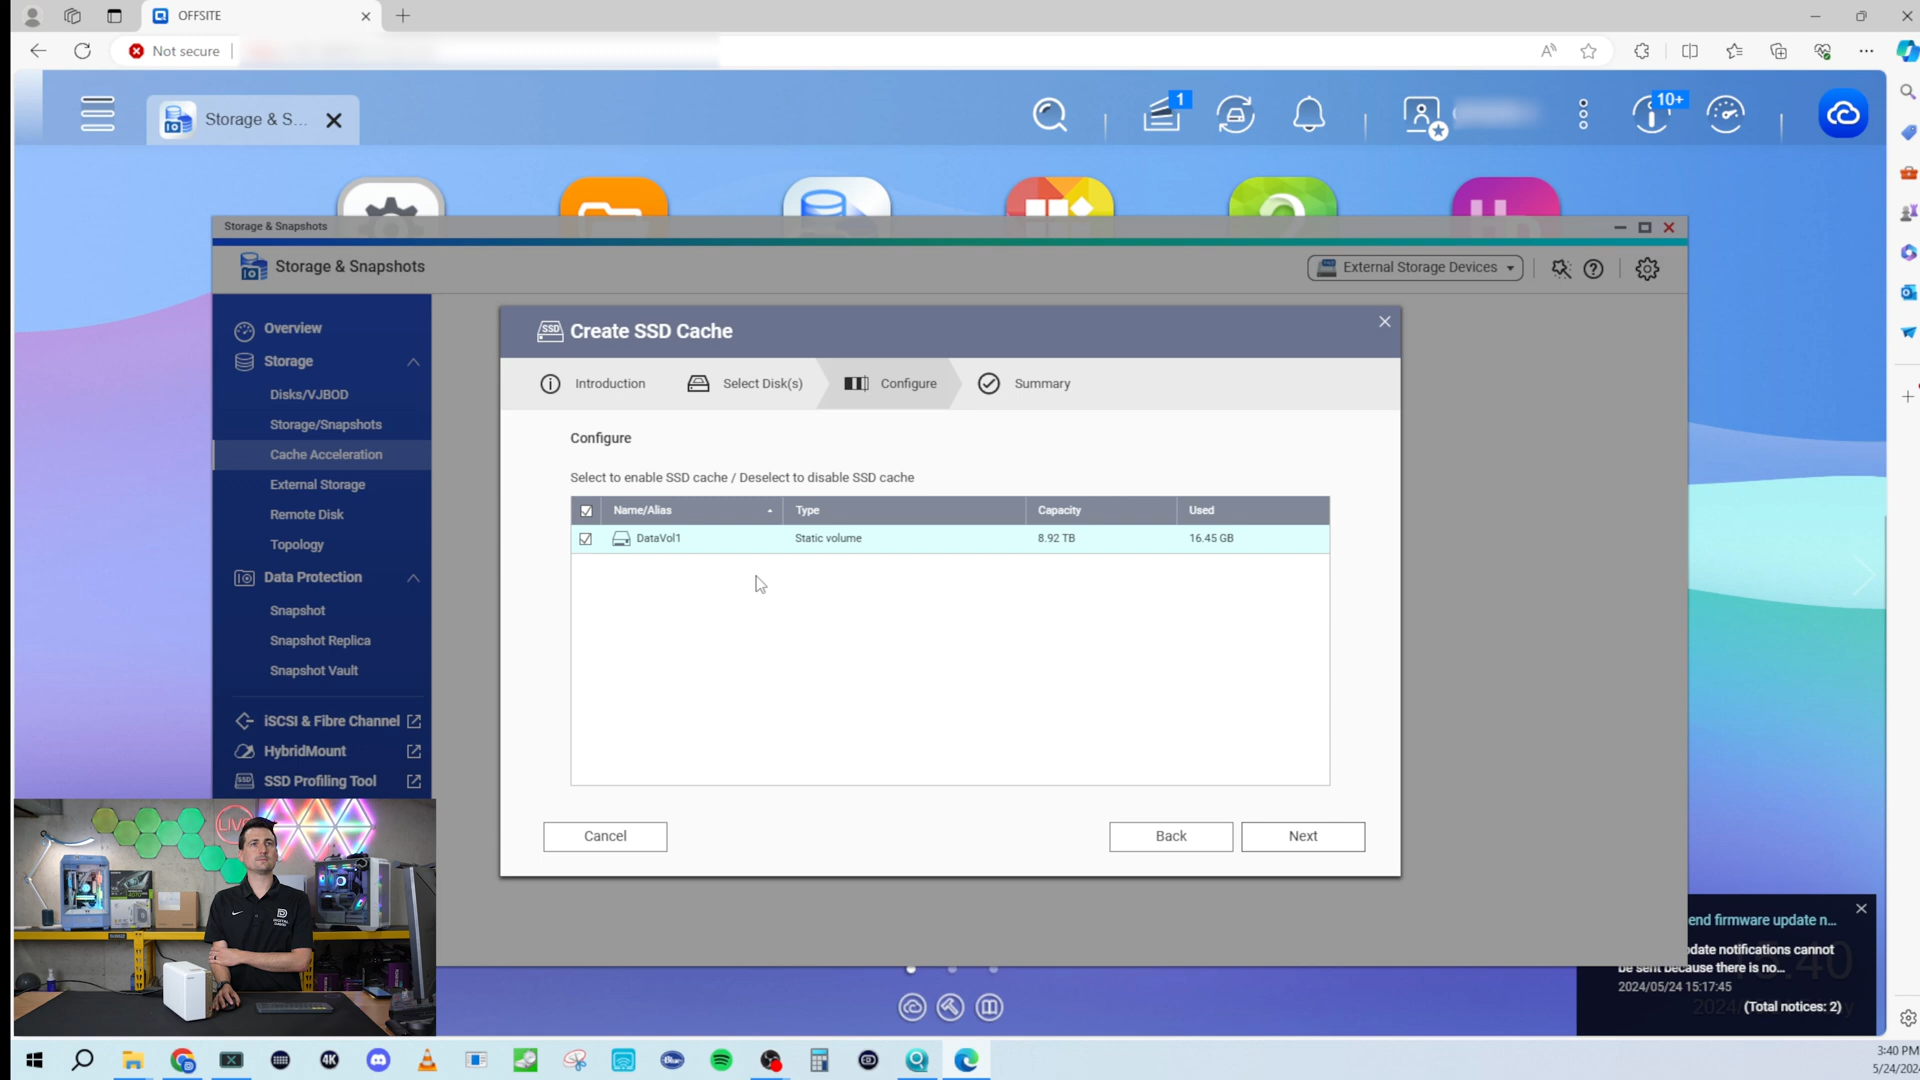 OFFSITE
Not secure
Storage & S...
1
10+
Storage & Snapshots
Storage & Snapshots
External Storage Devices
Overview
Storage
Disks/VJBOD
Storage/Snapshots
Cache Acceleration
External Storage
Remote Disk
Topology
Data Protection
Snapshot
Snapshot Replica
Snapshot Vault
iSCSI & Fibre Channel
HybridMount
SSD Profiling Tool
SSD Create SSD Cache
Introduction
Select Disk(s)
Configure
Summary
Configure
Select to enable SSD cache / Deselect to disable SSD cache
Name/Alias Type Capacity Used
DataVol1 Static volume 8.92 TB 16.45 GB
Cancel
Back
Next
end firmware update n...
date notifications cannot
be sent because there is no...
2024/05/24 15:17:45
(Total notices: 2)
LIVE
4K
3:40 PM
5/24/202